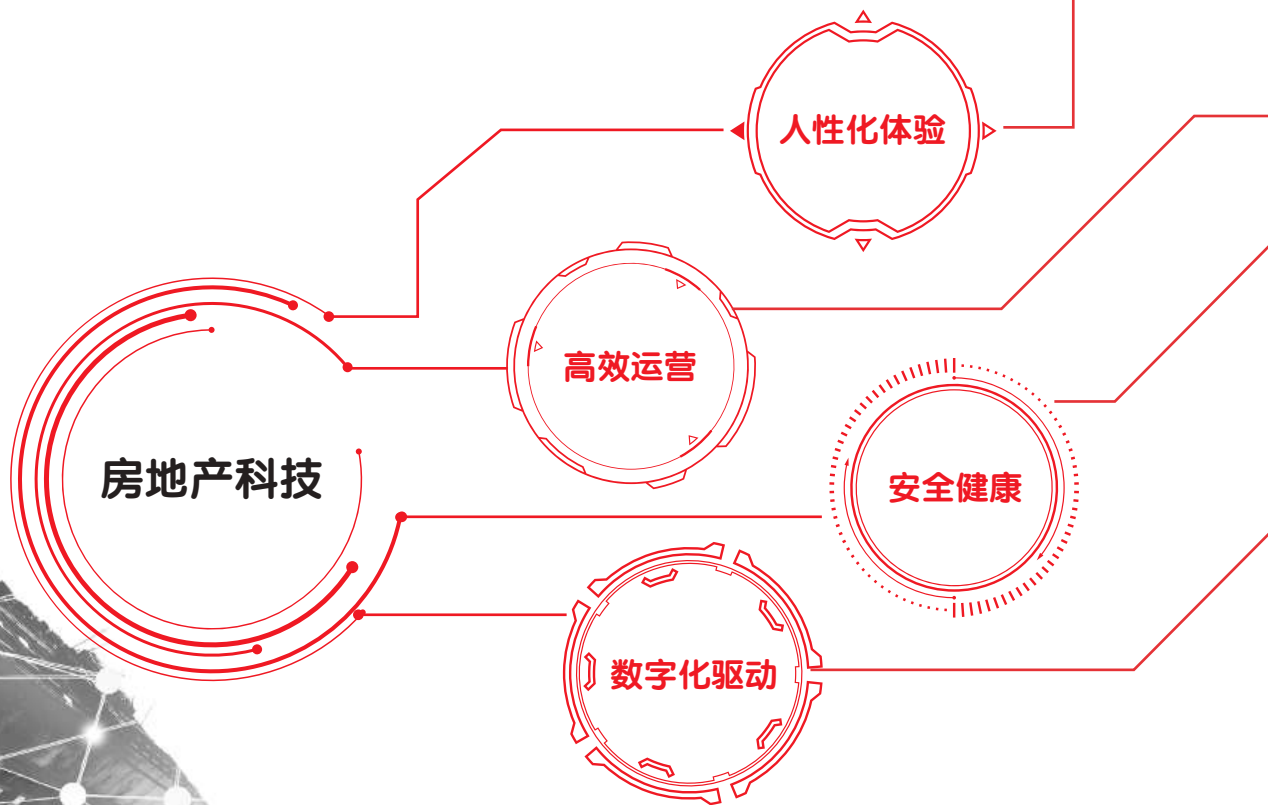 人性化体验
高效运营
房地产科技
安全健康
数字化驱动